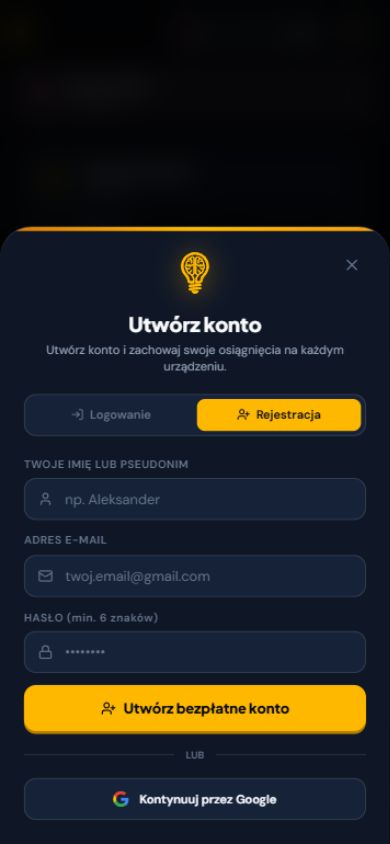 Utwórz konto
Utwórz konto i zachowaj swoje osiągnięcia na każdym
urządzeniu.
Logowanie
Rejestracja
TWOJE IMIĘ LUB PSEUDONIM
np. Aleksander
ADRES E-MAIL
twoj.email@gmail.com
HASŁO (min. 6 znaków)
••••••••
Utwórz bezpłatne konto
LUB
Kontynuuj przez Google